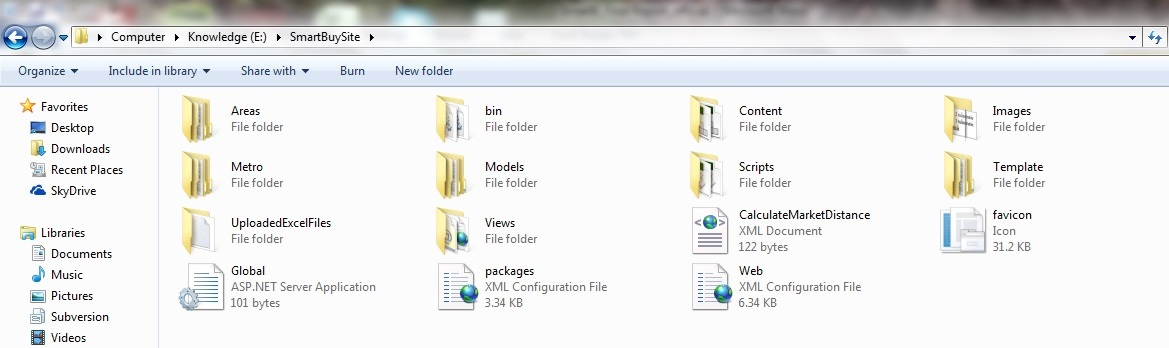 Computer Knowledge (E:) SmartBuySite
Organize Include in library Share with Burn New folder
Favorites
Desktop
Downloads
Recent Places
SkyDrive
Libraries
Documents
Music
Pictures
Subversion
Videos
Areas
File folder
bin
File folder
Content
File folder
Images
File folder
Metro
File folder
Models
File folder
Scripts
File folder
Template
File folder
UploadedExcelFiles
File folder
Views
File folder
CalculateMarketDistance
XML Document
122 bytes
favicon
Icon
31.2 KB
Global
ASP.NET Server Application
101 bytes
packages
XML Configuration File
3.34 KB
Web
XML Configuration File
6.34 KB